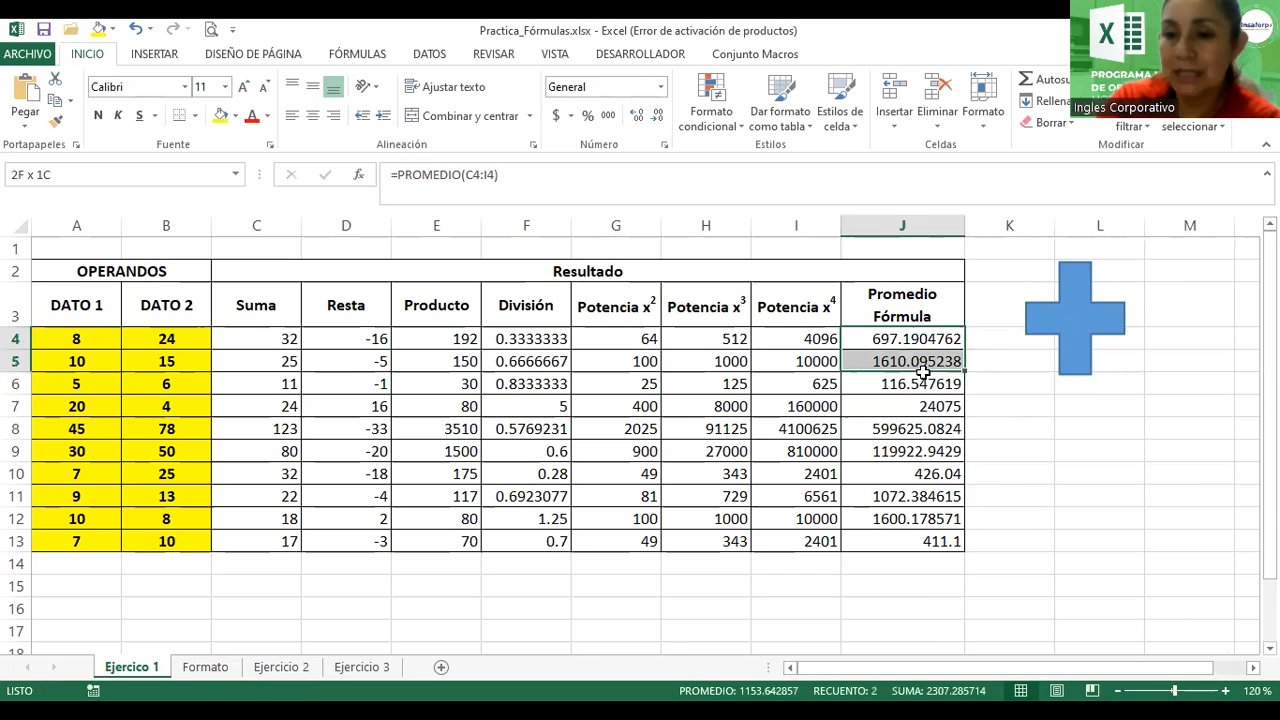 Practica_Fórmulas.xlsx - Excel (Error de activación de productos)
Insaforp
ARCHIVO INICIO INSERTAR DISEÑO DE PÁGINA FÓRMULAS DATOS REVISAR VISTA DESARROLLADOR Conjunto Macros
PROGRAMA
DE
Ingles Corporativo
Pegar
Calibri 11
N K S
Ajustar texto
Combinar y centrar
General
$ % 000
Formato condicional
Dar formato como tabla
Estilos de celda
Insertar Eliminar Formato
Autosu
Rellena
Borrar
filtrar
seleccionar
Portapapeles Fuente Alineación Número Estilos Celdas Modificar
2F x 1C fx =PROMEDIO(C4:I4)
A B C D E F G H I J K L M
1
2 OPERANDOS Resultado
3 DATO 1 DATO 2 Suma Resta Producto División Potencia x² Potencia x³ Potencia x⁴ Promedio Fórmula
4 8 24 32 -16 192 0.3333333 64 512 4096 697.1904762
5 10 15 25 -5 150 0.6666667 100 1000 10000 1610.095238
6 5 6 11 -1 30 0.8333333 25 125 625 116.547619
7 20 4 24 16 80 5 400 8000 160000 24075
8 45 78 123 -33 3510 0.5769231 2025 91125 4100625 599625.0824
9 30 50 80 -20 1500 0.6 900 27000 810000 119922.9429
10 7 25 32 -18 175 0.28 49 343 2401 426.04
11 9 13 22 -4 117 0.6923077 81 729 6561 1072.384615
12 10 8 18 2 80 1.25 100 1000 10000 1600.178571
13 7 10 17 -3 70 0.7 49 343 2401 411.1
14
15
16
17
18
Ejercico 1 Formato Ejercicio 2 Ejercicio 3
LISTO PROMEDIO: 1153.642857 RECUENTO: 2 SUMA: 2307.285714 120 %